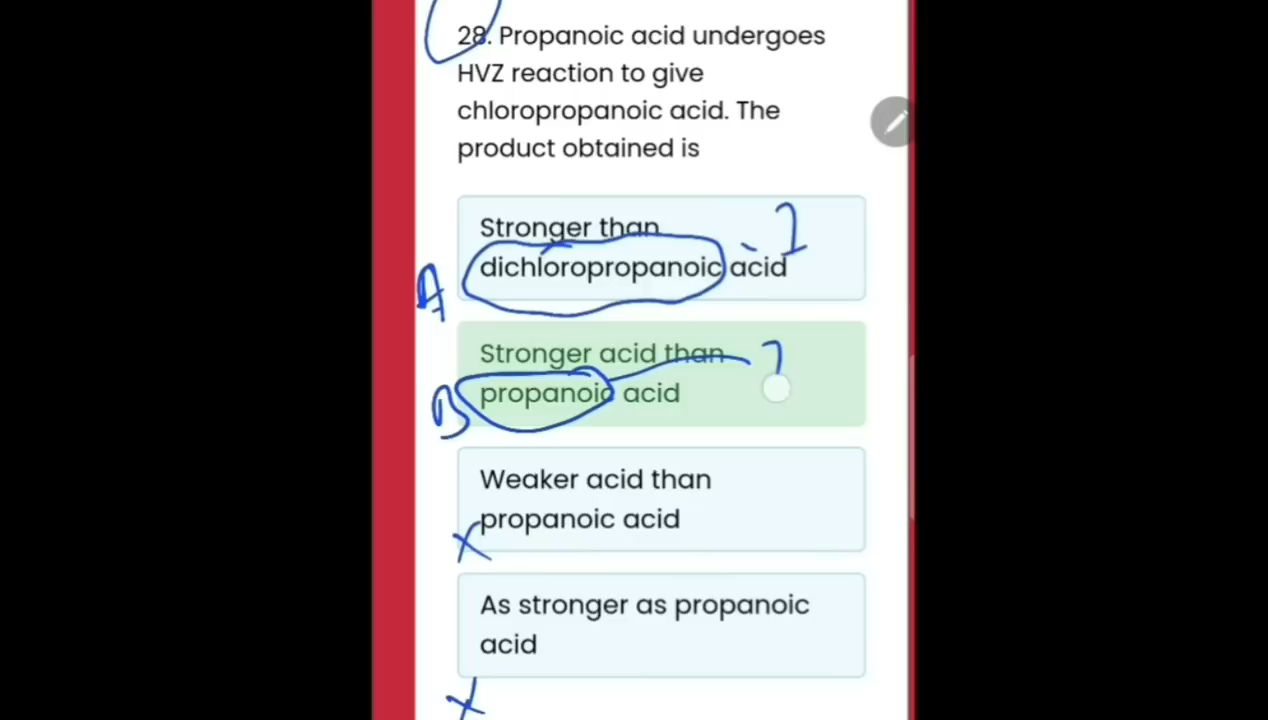 28. Propanoic acid undergoes
HVZ reaction to give
chloropropanoic acid. The
product obtained is
Stronger than
dichloropropanoic acid
A
Stronger acid than
propanoic acid
B
Weaker acid than
propanoic acid
X
As stronger as propanoic
acid
X